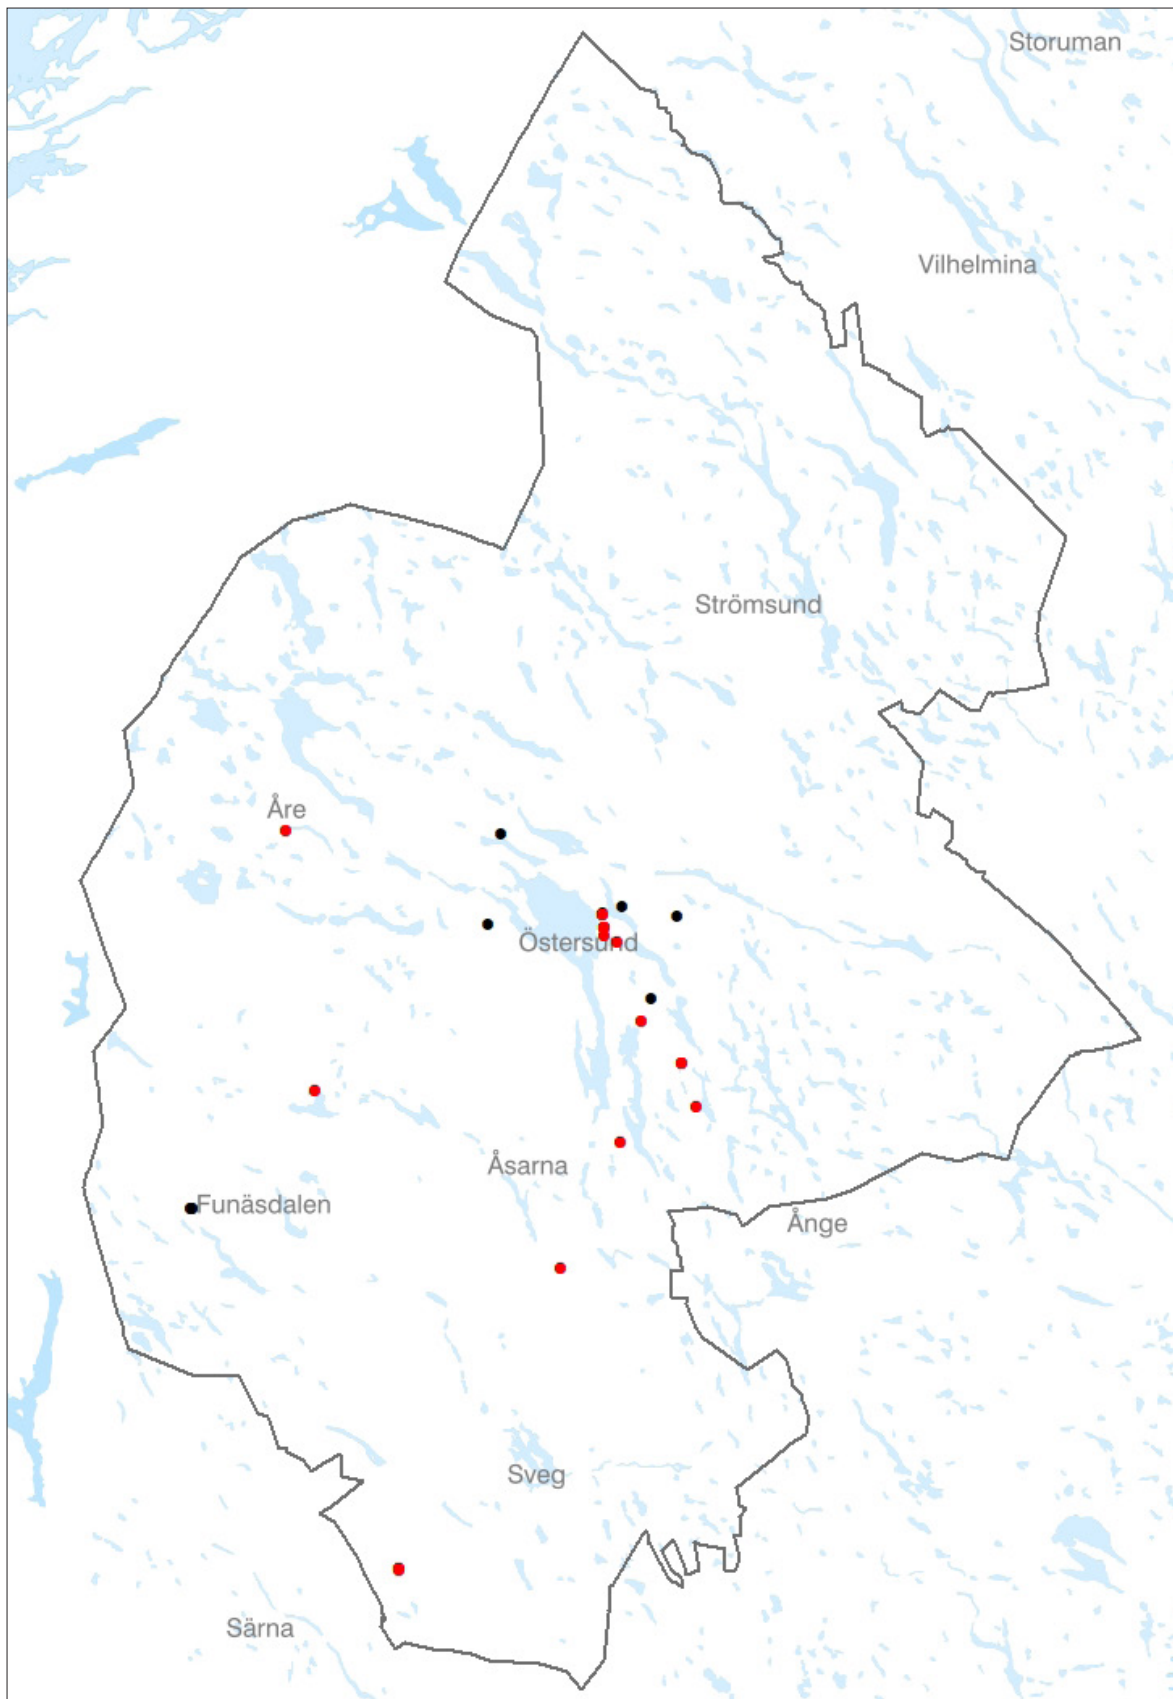 Storuman
Vilhelmina
Strömsund
Åre
Östersund
Åsarna
Funäsdalen
Ånge
Sveg
Särna